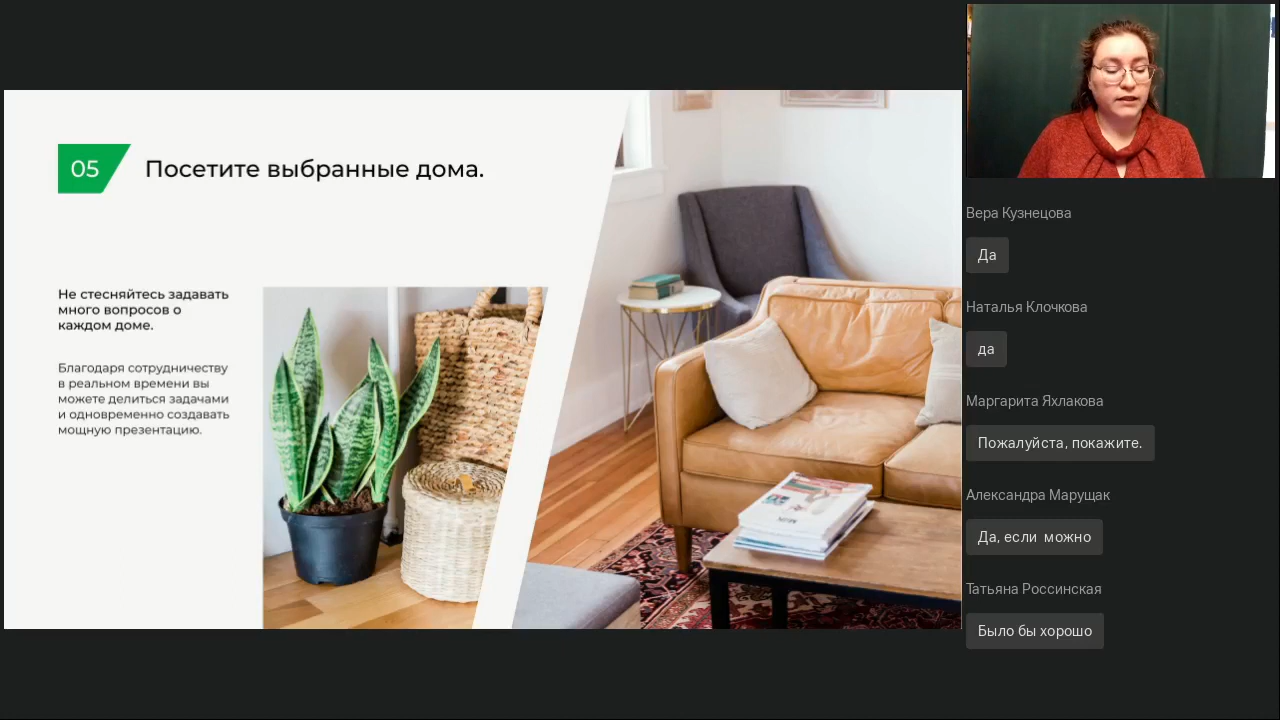 05
Посетите выбранные дома.
Не стесняйтесь задавать
много вопросов о
каждом доме.
Благодаря сотрудничеству
в реальном времени вы
можете делиться задачами
и одновременно создавать
мощную презентацию.
Вера Кузнецова
Да
Наталья Клочкова
да
Маргарита Яхлакова
Пожалуйста, покажите.
Александра Марущак
Да, если можно
Татьяна Россинская
Было бы хорошо